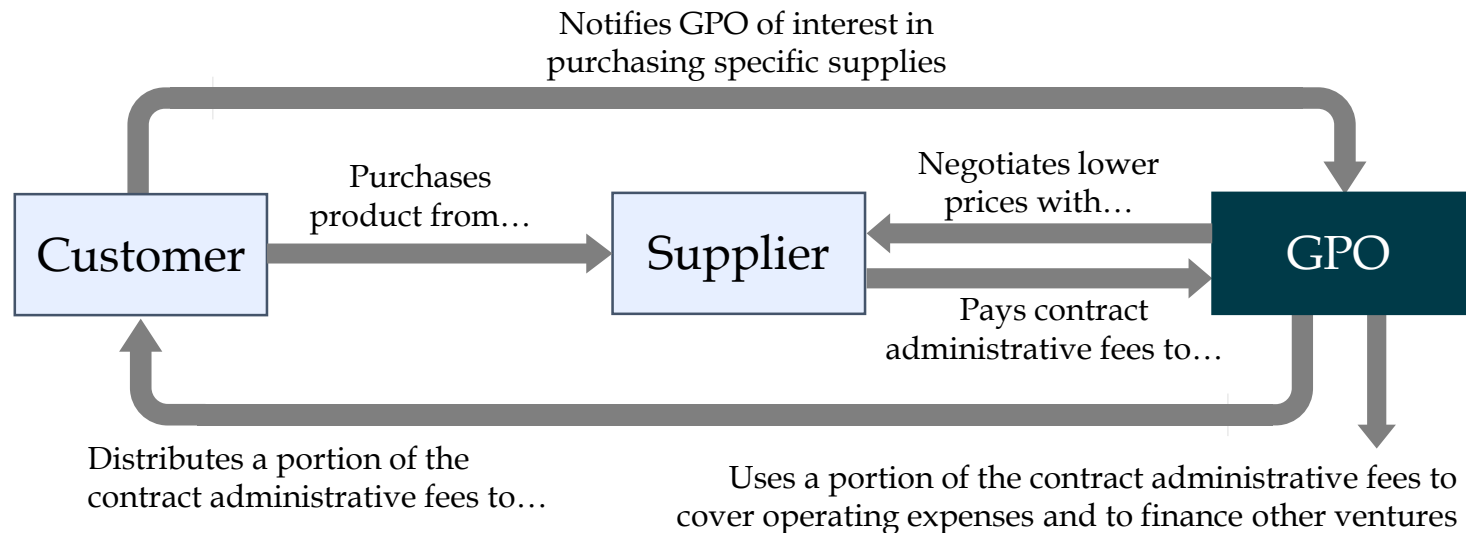 Notifies GPO of interest in
purchasing specific supplies
Purchases
product from…
Negotiates lower
prices with…
Customer
Supplier
GPO
Pays contract
administrative fees to…
Distributes a portion of the
contract administrative fees to…
Uses a portion of the contract administrative fees to
cover operating expenses and to finance other ventures